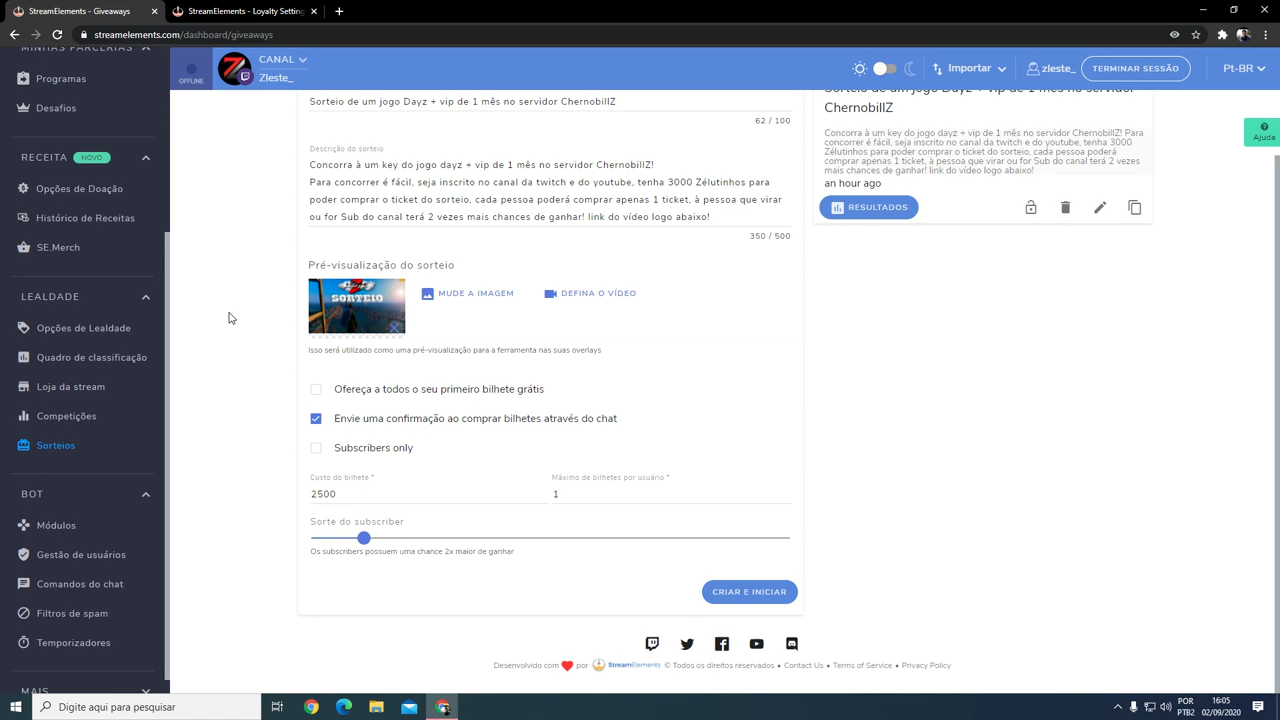 StreamElements - Giveaways
StreamElements - Lengtas
streamelements.com/dashboard/giveaways
MINHAS PARCERIAS
Programas
Desafios
RECEITA NOVO
Opções de Doação
Histórico de Receitas
SE.Merch
LEALDADE
Opções de Lealdade
Quadro de classificação
Loja da stream
Competições
Sorteios
BOT
Módulos
Gestão de usuários
Comandos do chat
Filtros de spam
Temporizadores
MAIS
OFFLINE
CANAL
Zleste_
Importar
zleste_
TERMINAR SESSÃO
Pt-BR
Sorteio de um jogo Dayz + vip de 1 mês no servidor ChernobillZ
62 / 100
Descrição do sorteio
Concorra à um key do jogo dayz + vip de 1 mês no servidor ChernobillZ!
Para concorrer é fácil, seja inscrito no canal da twitch e do youtube, tenha 3000 Zélutinhos para
poder comprar o ticket do sorteio, cada pessoa poderá comprar apenas 1 ticket, à pessoa que virar
ou for Sub do canal terá 2 vezes mais chances de ganhar! link do vídeo logo abaixo!
350 / 500
Pré-visualização do sorteio
SORTEIO
MUDE A IMAGEM
DEFINA O VÍDEO
Isso será utilizado como uma pré-visualização para a ferramenta nas suas overlays
Ofereça a todos o seu primeiro bilhete grátis
Envie uma confirmação ao comprar bilhetes através do chat
Subscribers only
Custo do bilhete *
2500
Máximo de bilhetes por usuário *
1
Sorte do subscriber
Os subscribers possuem uma chance 2x maior de ganhar
CRIAR E INICIAR
Sorteio de um jogo Dayz + vip de 1 mês no servidor
ChernobillZ
Concorra à um key do jogo dayz + vip de 1 mês no servidor ChernobillZ! Para
concorrer é fácil, seja inscrito no canal da twitch e do youtube, tenha 3000
Zélutinhos para poder comprar o ticket do sorteio, cada pessoa poderá
comprar apenas 1 ticket, à pessoa que virar ou for Sub do canal terá 2 vezes
mais chances de ganhar! link do vídeo logo abaixo!
an hour ago
RESULTADOS
Ajuda
Desenvolvido com por StreamElements © Todos os direitos reservados • Contact Us • Terms of Service • Privacy Policy
Digite aqui para pesquisar
POR
PTB2
16:05
02/09/2020